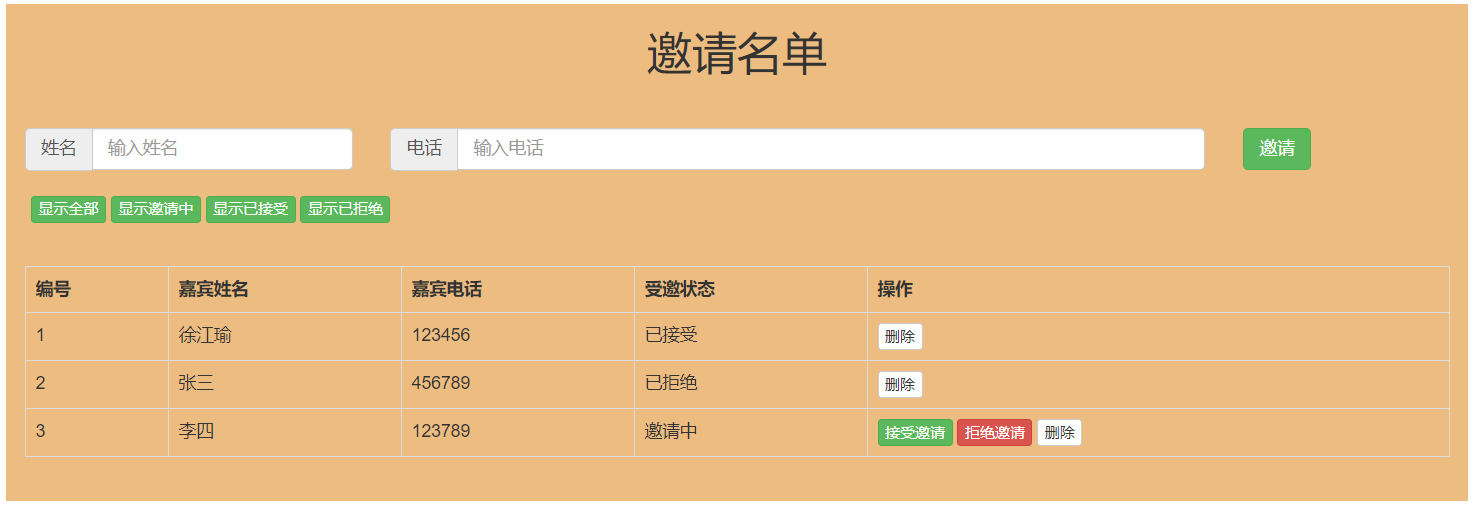 邀请名单
姓名 输入姓名 电话 输入电话 邀请
显示全部 显示邀请中 显示已接受 显示已拒绝
编号 嘉宾姓名 嘉宾电话 受邀状态 操作
1 徐江瑜 123456 已接受 删除
2 张三 456789 已拒绝 删除
3 李四 123789 邀请中 接受邀请 拒绝邀请 删除